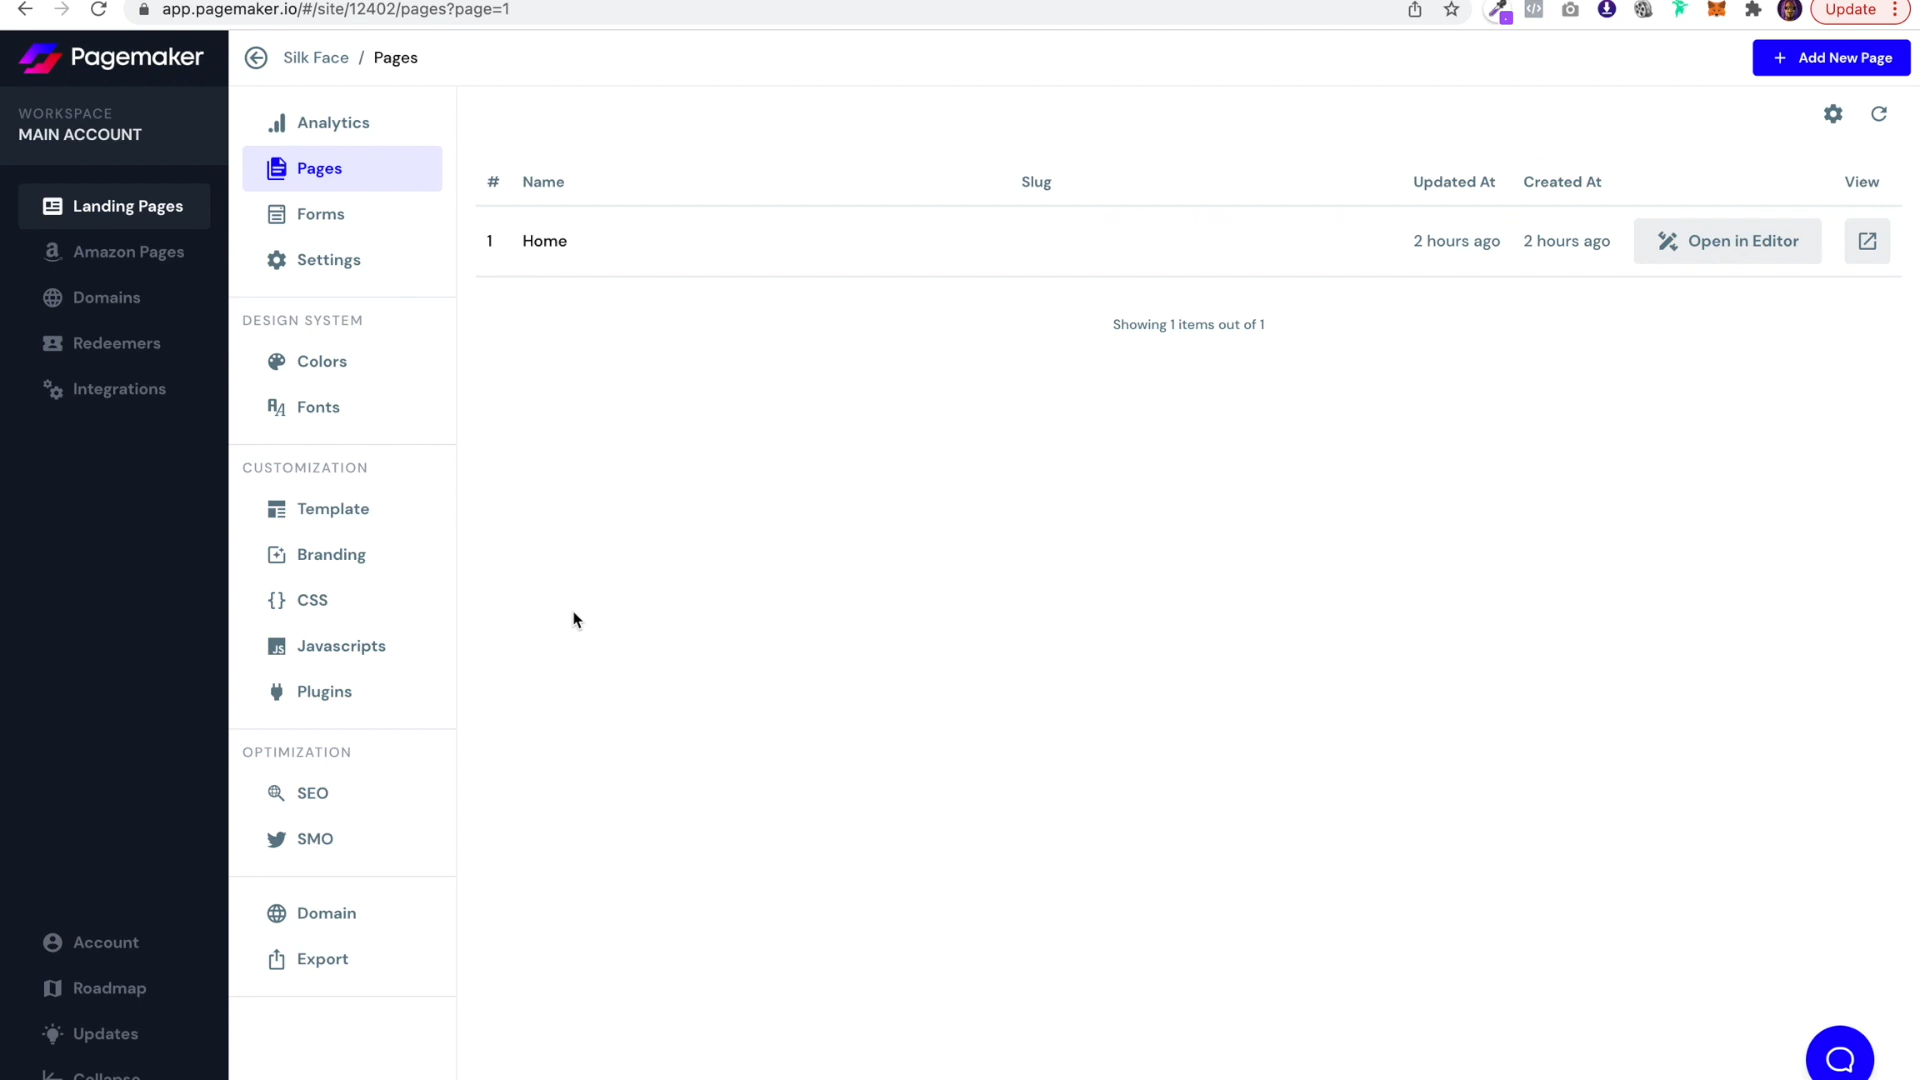 app.pagemaker.io/#/site/12402/pages?page=1
Update
Pagemaker
Silk Face / Pages
+ Add New Page
WORKSPACE
MAIN ACCOUNT
Landing Pages
Amazon Pages
Domains
Redeemers
Integrations
Account
Roadmap
Updates
Collapse
Analytics
Pages
Forms
Settings
DESIGN SYSTEM
Colors
Fonts
CUSTOMIZATION
Template
Branding
CSS
Javascripts
Plugins
OPTIMIZATION
SEO
SMO
Domain
Export
# Name Slug Updated At Created At View
1 Home 2 hours ago 2 hours ago Open in Editor
Showing 1 items out of 1